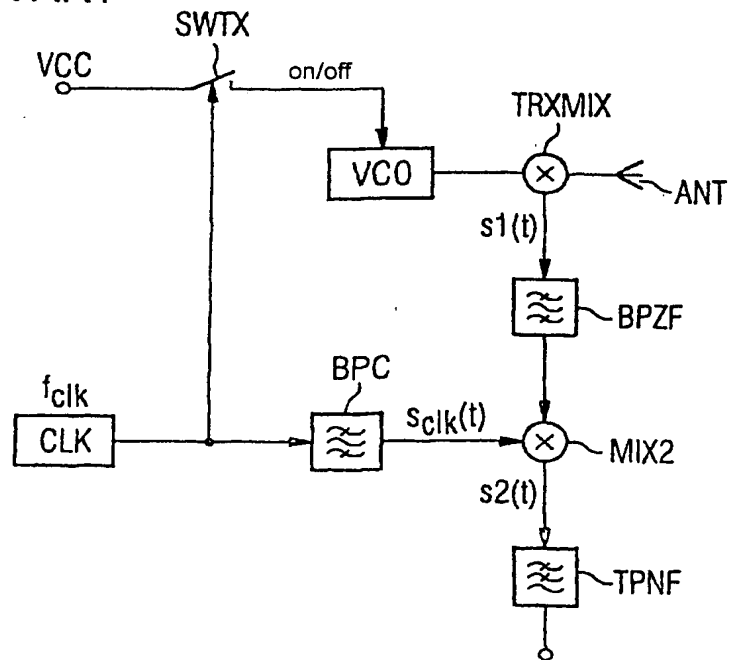 SWTX
VCC
on/off
TRXMIX
VCO
ANT
s1(t)
BPZF
BPC
fclk
CLK
sclk(t)
MIX2
s2(t)
TPNF